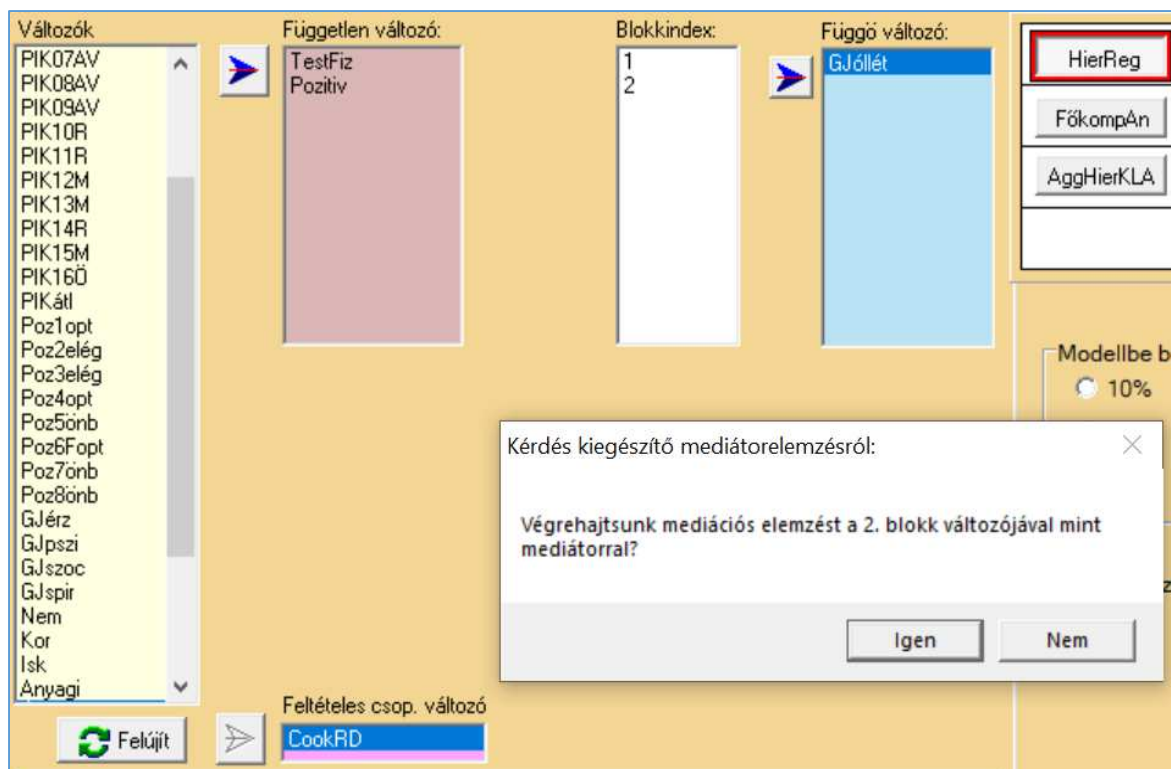 Változók
PIK07AV
PIK08AV
PIK09AV
PIK10R
PIK11R
PIK12M
PIK13M
PIK14R
PIK15M
PIK16Ö
PIKátl
Poz1opt
Poz2elég
Poz3elég
Poz4opt
Poz5önb
Poz6Fopt
Poz7önb
Poz8önb
GJérz
GJpszi
GJszoc
GJspir
Nem
Kor
Isk
Anyagi
Felújít
Független változó:
TestFiz
Pozitiv
Blokkindex:
1
2
Függő változó:
GJóllét
HierReg
FőkompAn
AggHierKLA
Modellbe b
10%
Kérdés kiegészítő mediátorelemzésról:
Végrehajtsunk mediációs elemzést a 2. blokk változójával mint
mediátorral?
Igen
Nem
Feltételes csop. változó
CookRD